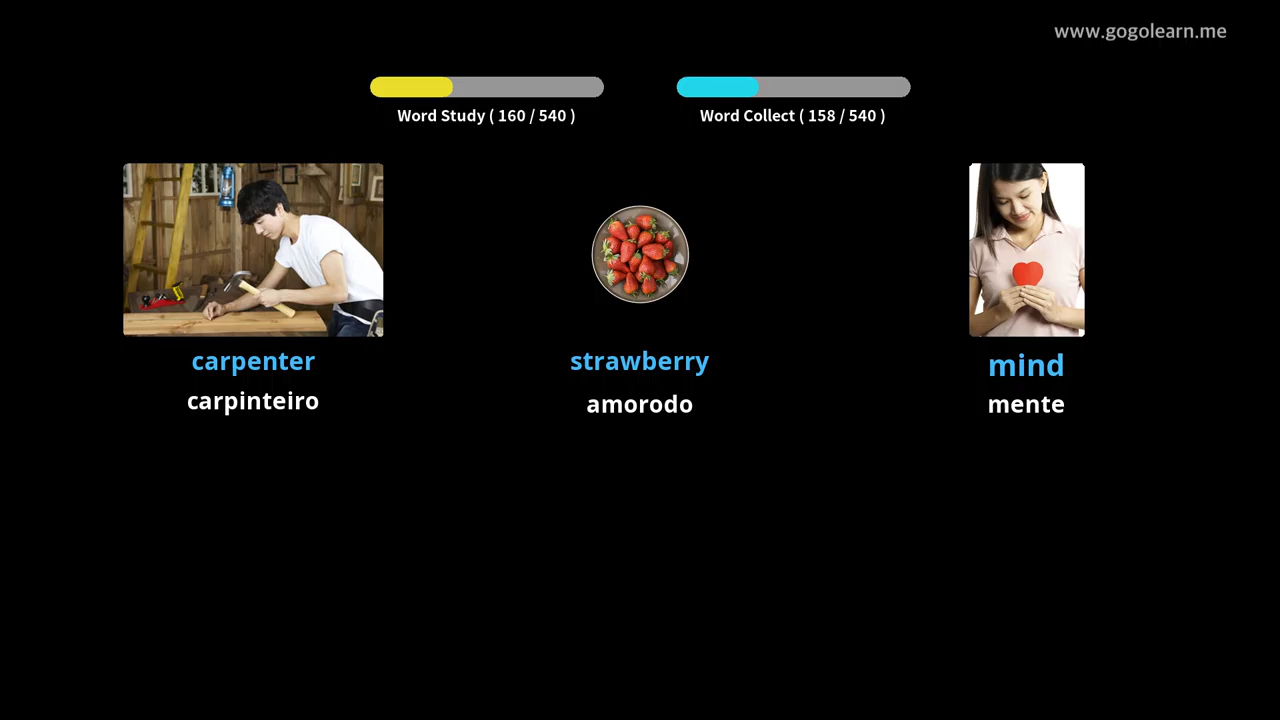 www.gogolearn.me
Word Study ( 160 / 540 )
Word Collect ( 158 / 540 )
carpenter
carpinteiro
strawberry
amorodo
mind
mente